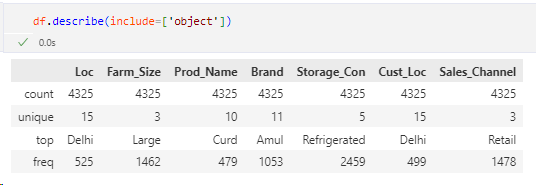 df.describe(include=['object'])
0.0s
Loc Farm_Size Prod_Name Brand Storage_Con Cust_Loc Sales_Channel
count 4325 4325 4325 4325 4325 4325 4325
unique 15 3 10 11 5 15 3
top Delhi Large Curd Amul Refrigerated Delhi Retail
freq 525 1462 479 1053 2459 499 1478